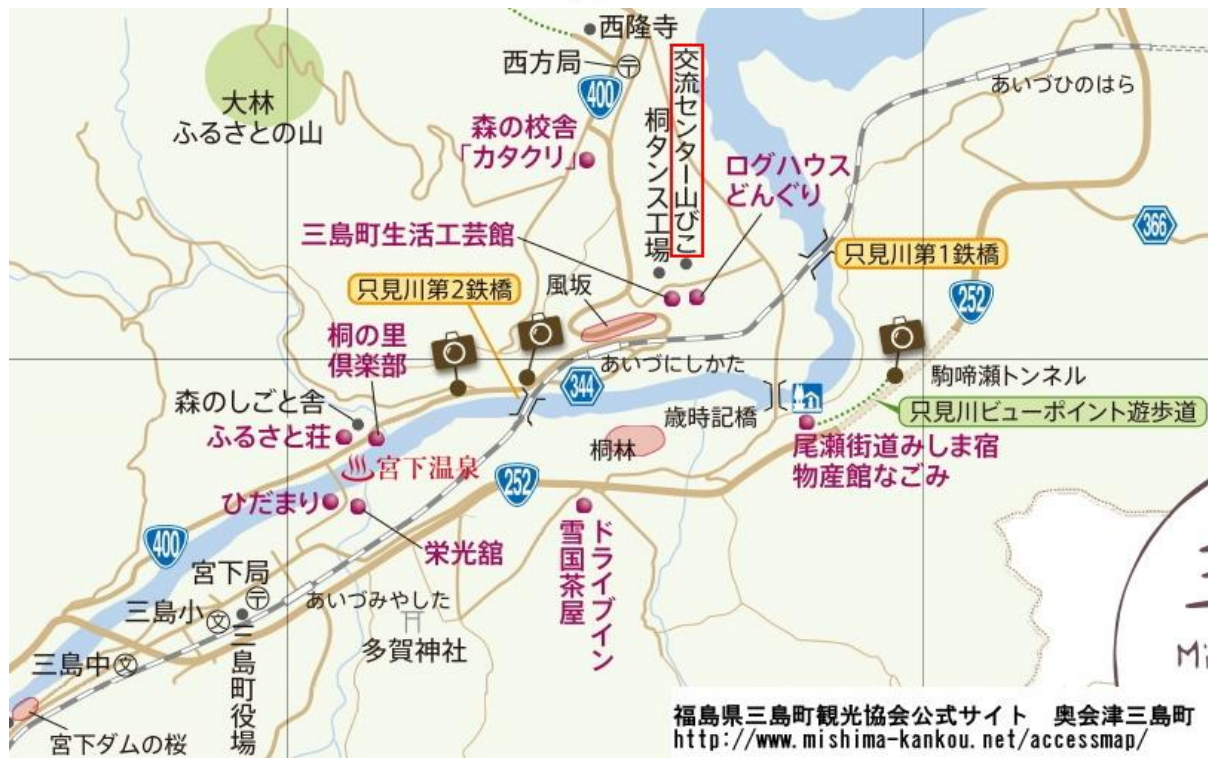 西隆寺
西方局
〒
400
交流センター山びこ
桐タンス工場
あいづひのはら
大林
ふるさとの山
森の校舎
「カタクリ」
ログハウス
どんぐり
366
三島町生活工芸館
只見川第1鉄橋
風坂
只見川第2鉄橋
252
桐の里
倶楽部
あいづにしかた
344
駒啼瀬トンネル
森のしごと舎
歳時記橋
只見川ビューポイント遊歩道
ふるさと荘
桐林
尾瀬街道みしま宿
物産館なごみ
宮下温泉
252
ひだまり
ドライブイン
雪国茶屋
400
栄光舘
宮下局
〒
あいづみやした
三島小
文
多賀神社
三島町役場
三島中
文
宮下ダムの桜
福島県三島町観光協会公式サイト 奥会津三島町
http://www.mishima-kankou.net/accessmap/